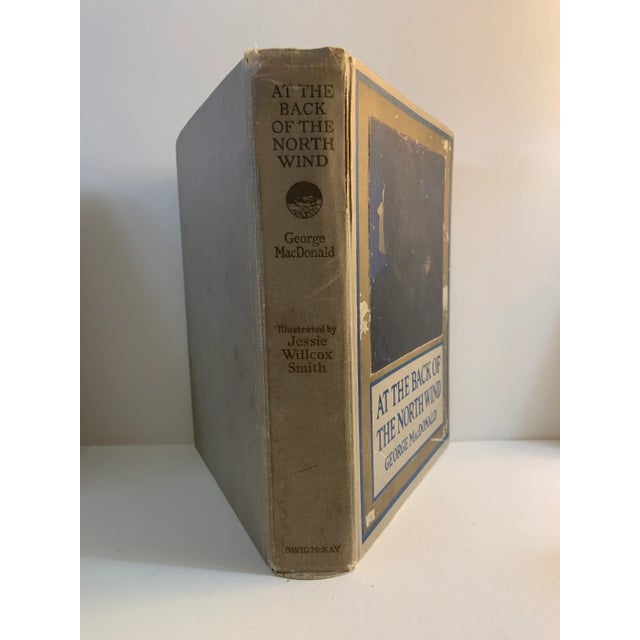 AT THE
BACK
OF THE
NORTH
WIND
George
MacDonald
Illustrated by
Jessie
Willcox
Smith
DAVID McKAY
AT THE BACK OF
THE NORTH WIND
GEORGE MACDONALD